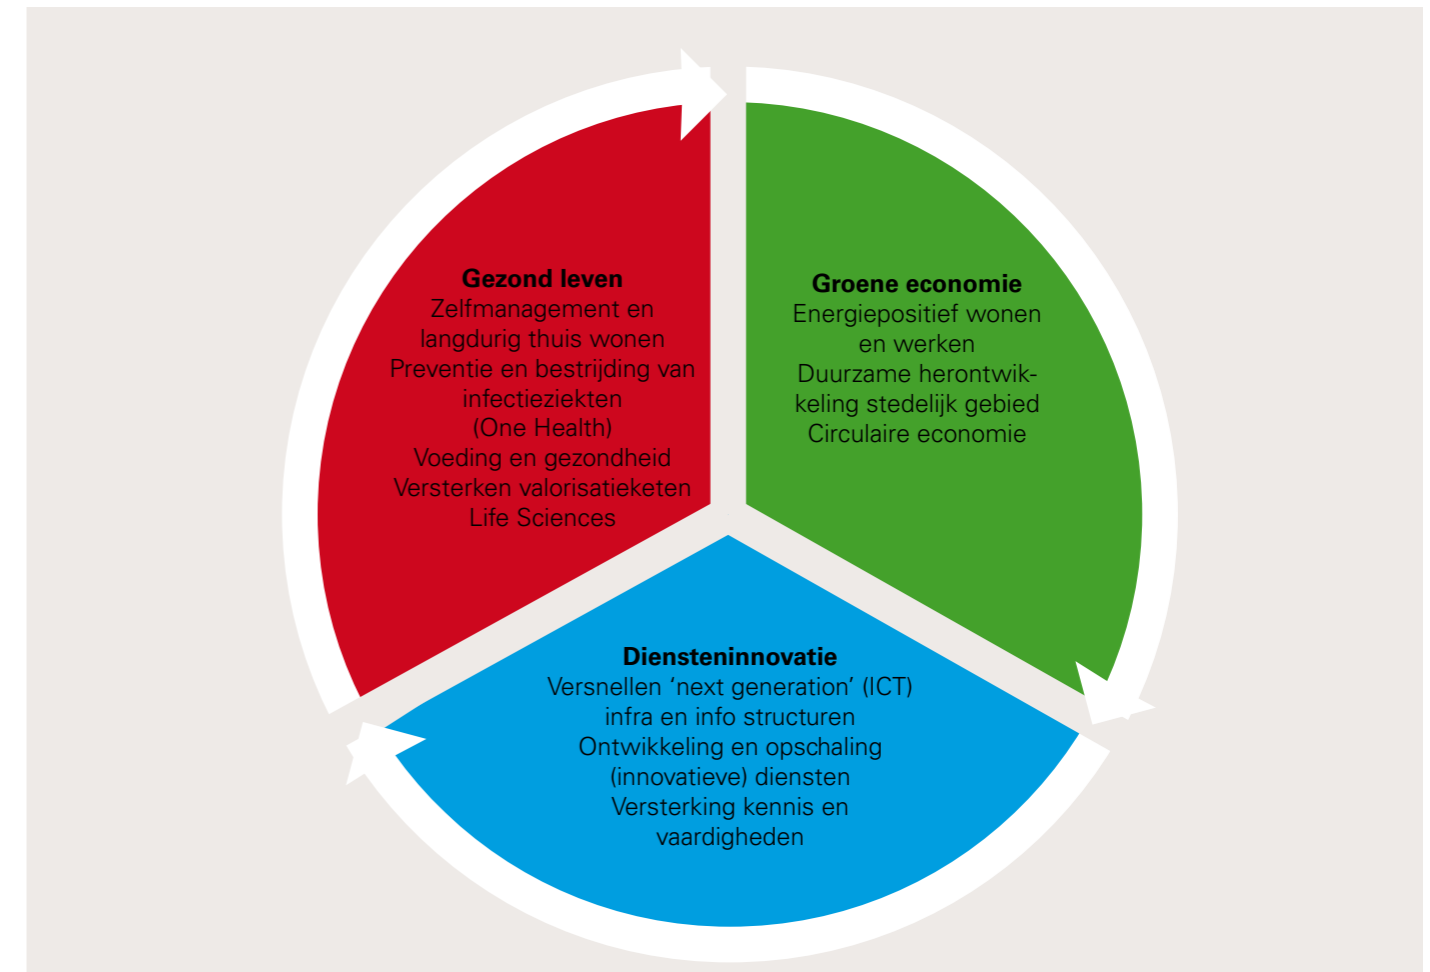 Gezond leven
Zelfmanagement en
langdurig thuis wonen
Preventie en bestrijding van
infectieziekten
(One Health)
Voeding en gezondheid
Versterken valorisatieketen
Life Sciences
Groene economie
Energiepositief wonen
en werken
Duurzame herontwik-
keling stedelijk gebied
Circulaire economie
Diensteninnovatie
Versnellen ‘next generation’ (ICT)
infra en info structuren
Ontwikkeling en opschaling
(innovatieve) diensten
Versterking kennis en
vaardigheden